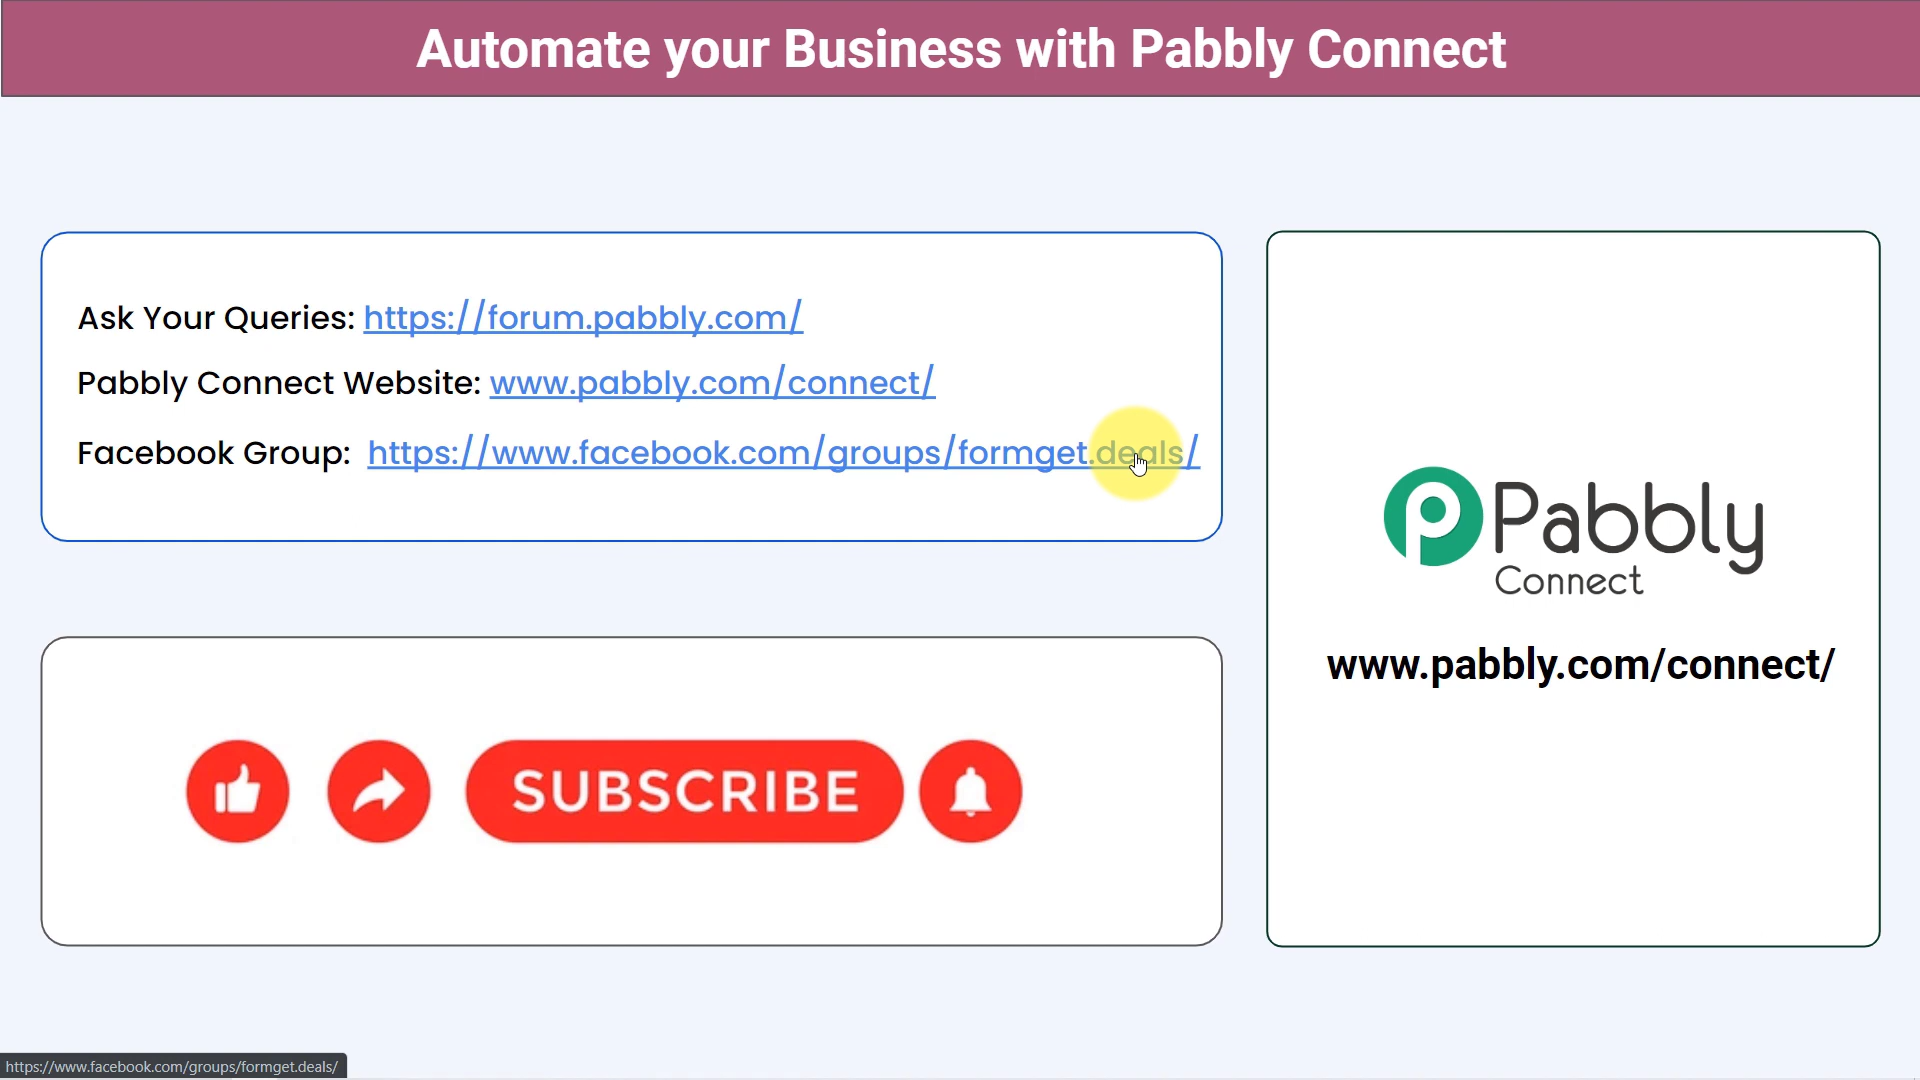 Automate your Business with Pabbly Connect
Ask Your Queries: https://forum.pabbly.com/
Pabbly Connect Website: www.pabbly.com/connect/
Facebook Group: https://www.facebook.com/groups/formget.deals/
SUBSCRIBE
Pabbly
Connect
www.pabbly.com/connect/
https://www.facebook.com/groups/formget.deals/